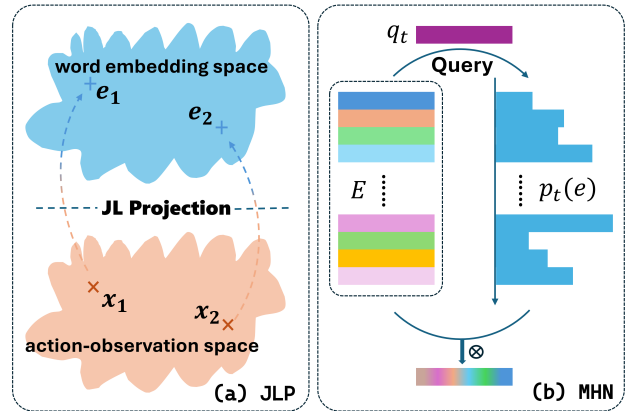 word embedding space
e₁
e₂
JL Projection
x₁
x₂
action-observation space
(a) JLP
qₜ
Query
E
pₜ(e)
⊗
(b) MHN